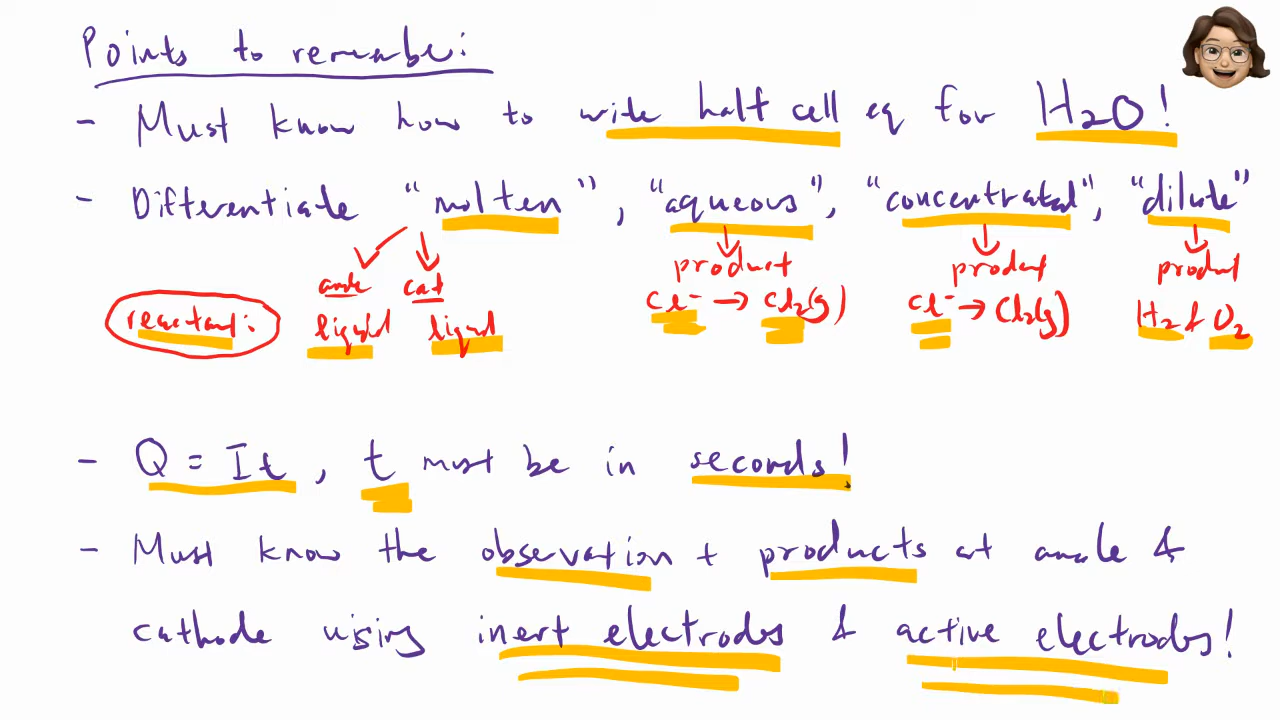 Points to remember:
- Must know how to write half cell eq for H2O!
- Differentiate "molten", "aqueous", "concentrated", "dilute"
product product product
anode cat
reactant: liquid liquid Cl⁻ → Cl2(g) Cl⁻ → Cl2(g) H2 & O2
- Q = It, t must be in seconds!
- Must know the observation + products at anode &
cathode using inert electrodes & active electrodes!